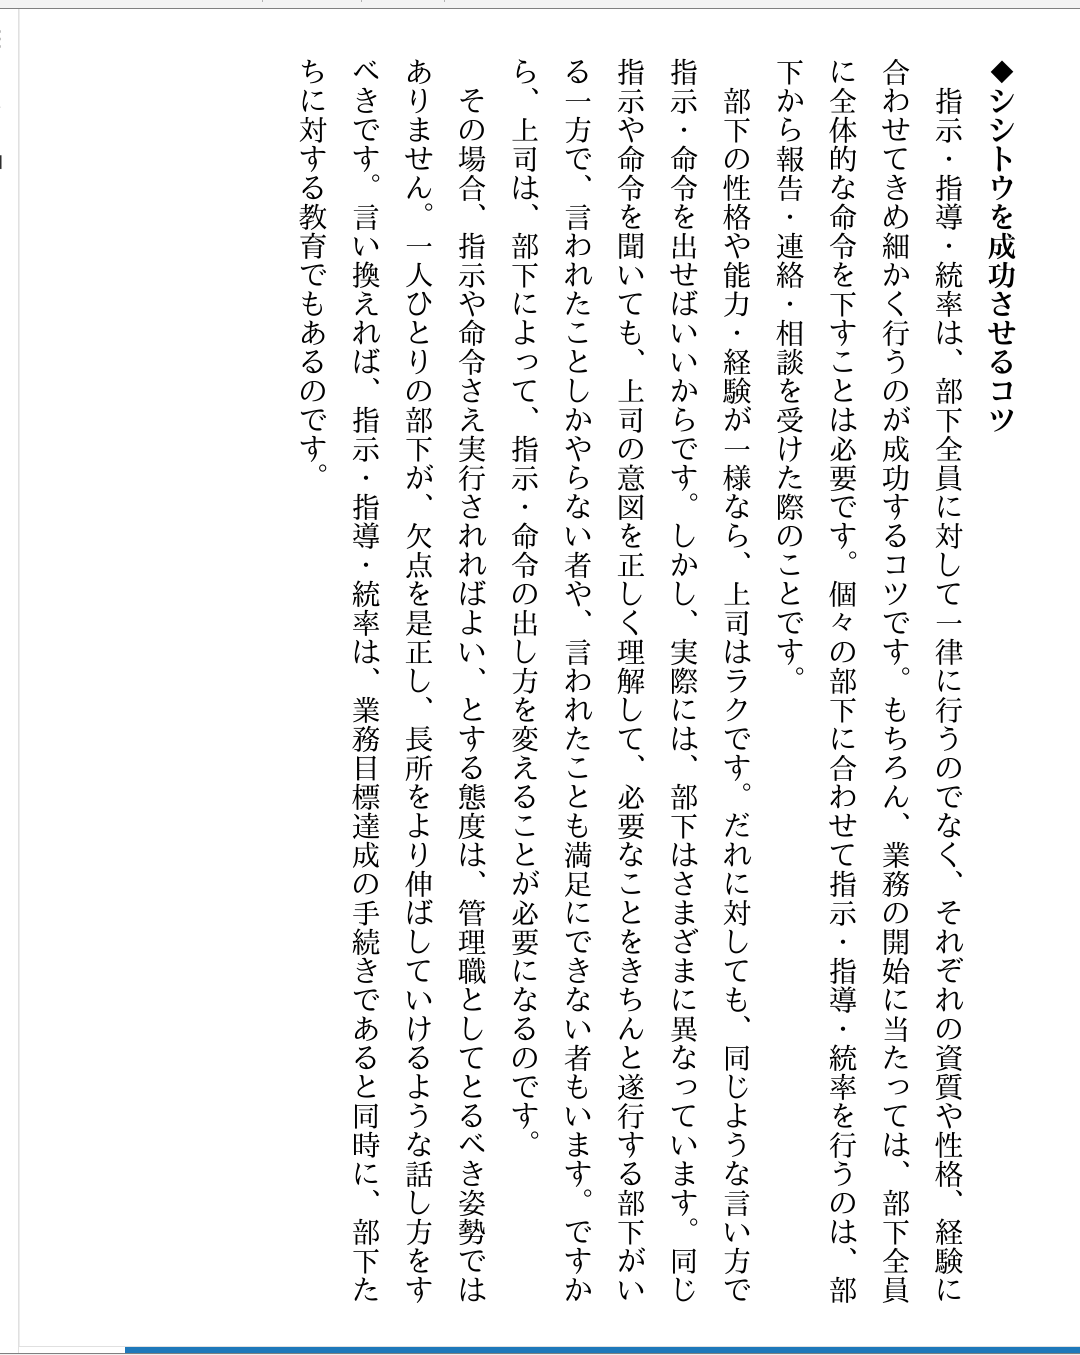 ◆シシトウを成功させるコツ
　指示・指導・統率は、部下全員に対して一律に行うのでなく、それぞれの資質や性格、経験に
合わせてきめ細かく行うのが成功するコツです。もちろん、業務の開始に当たっては、部下全員
に全体的な命令を下すことは必要です。個々の部下に合わせて指示・指導・統率を行うのは、部
下から報告・連絡・相談を受けた際のことです。
　部下の性格や能力・経験が一様なら、上司はラクです。だれに対しても、同じような言い方で
指示・命令を出せばいいからです。しかし、実際には、部下はさまざまに異なっています。同じ
指示や命令を聞いても、上司の意図を正しく理解して、必要なことをきちんと遂行する部下がい
る一方で、言われたことしかやらない者や、言われたことも満足にできない者もいます。ですか
ら、上司は、部下によって、指示・命令の出し方を変えることが必要になるのです。
　その場合、指示や命令さえ実行されればよい、とする態度は、管理職としてとるべき姿勢では
ありません。一人ひとりの部下が、欠点を是正し、長所をより伸ばしていけるような話し方をす
べきです。言い換えれば、指示・指導・統率は、業務目標達成の手続きであると同時に、部下た
ちに対する教育でもあるのです。